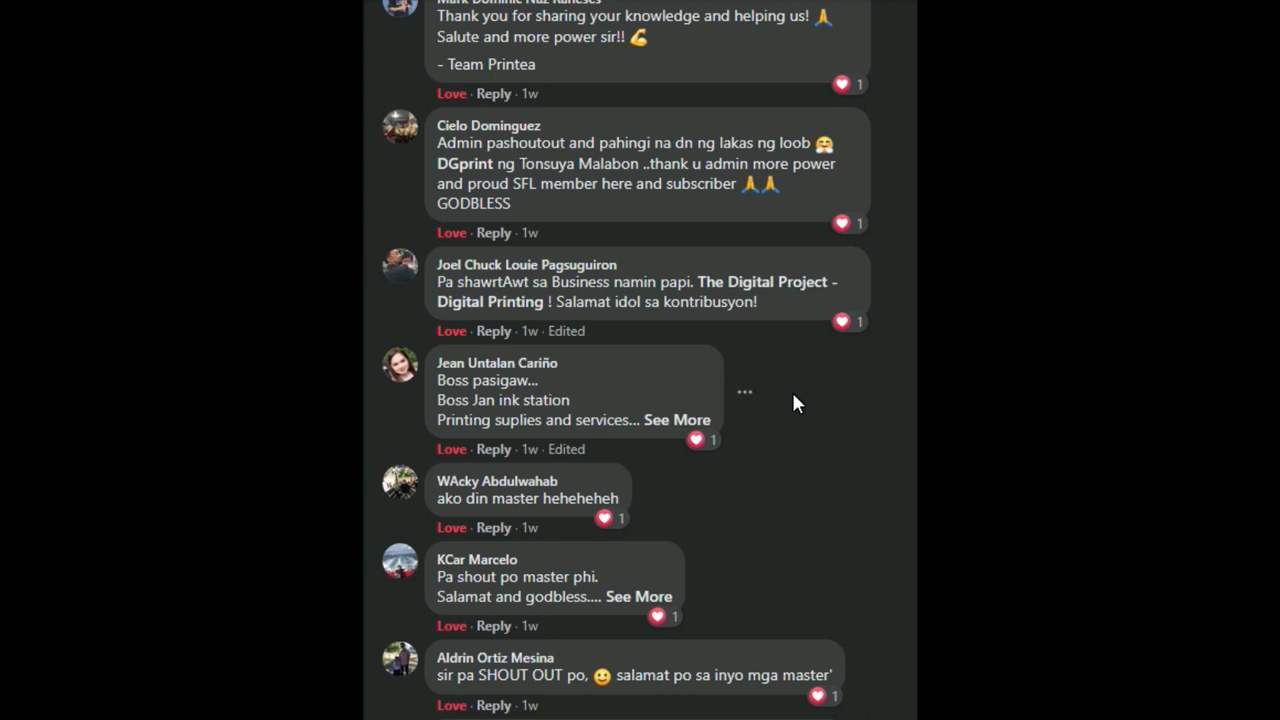 Mark Dominic Naz Raneses
Thank you for sharing your knowledge and helping us! 🙏
Salute and more power sir!! 💪
- Team Printea
1
Love · Reply · 1w
Cielo Dominguez
Admin pashoutout and pahingi na dn ng lakas ng loob 🤗
DGprint ng Tonsuya Malabon ..thank u admin more power
and proud SFL member here and subscriber 🙏🙏
GODBLESS
1
Love · Reply · 1w
Joel Chuck Louie Pagsuguiron
Pa shawrtAwt sa Business namin papi. The Digital Project -
Digital Printing ! Salamat idol sa kontribusyon!
1
Love · Reply · 1w · Edited
Jean Untalan Cariño
Boss pasigaw...
Boss Jan ink station
Printing suplies and services... See More
1
Love · Reply · 1w · Edited
WAcky Abdulwahab
ako din master heheheheh
1
Love · Reply · 1w
KCar Marcelo
Pa shout po master phi.
Salamat and godbless.... See More
1
Love · Reply · 1w
Aldrin Ortiz Mesina
sir pa SHOUT OUT po, 🙂 salamat po sa inyo mga master'
1
Love · Reply · 1w